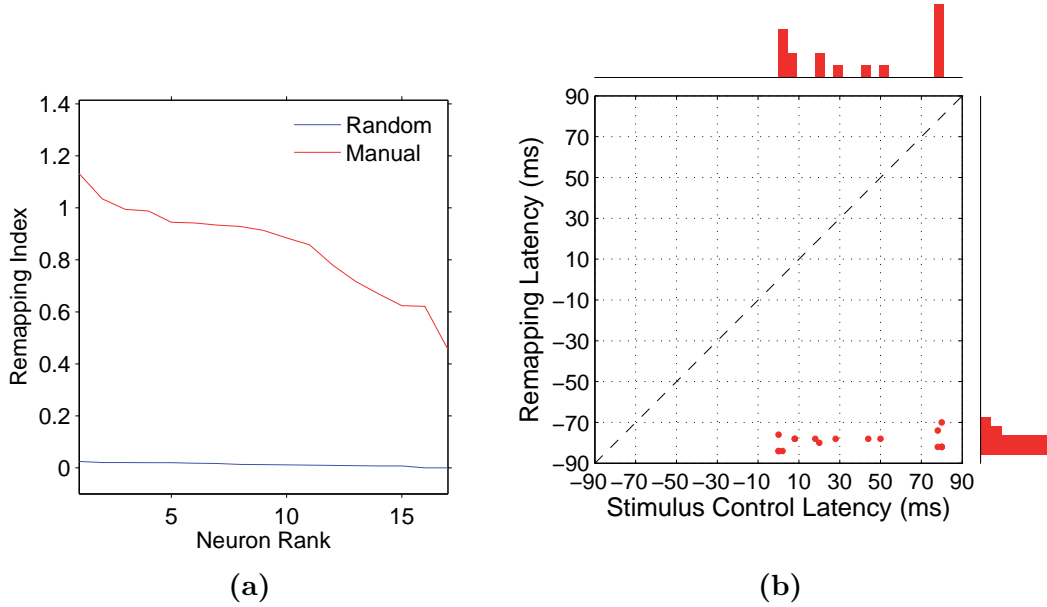 1.4
1.2
1
0.8
0.6
0.4
0.2
0
5
10
15
Remapping Index
Neuron Rank
Random
Manual
(a)
90
70
50
30
10
−10
−30
−50
−70
−90
−90 −70 −50 −30 −10 10 30 50 70 90
Remapping Latency (ms)
Stimulus Control Latency (ms)
(b)